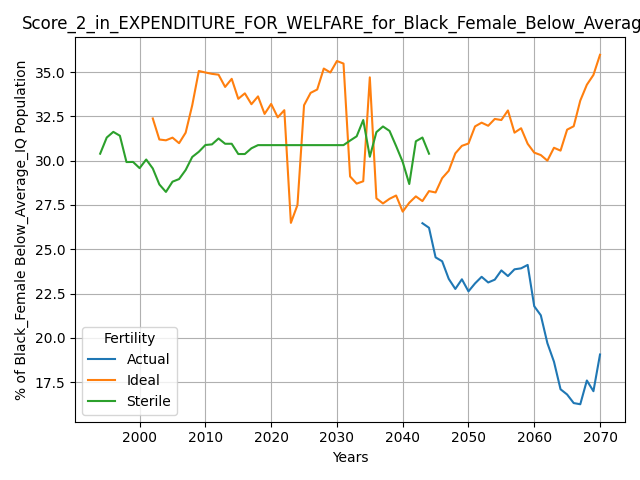 Score_2_in_EXPENDITURE_FOR_WELFARE_for_Black_Female_Below_Averag
% of Black_Female Below_Average_IQ Population
35.0
32.5
30.0
27.5
25.0
22.5
20.0
17.5
Fertility
Actual
Ideal
Sterile
2000 2010 2020 2030 2040 2050 2060 2070
Years